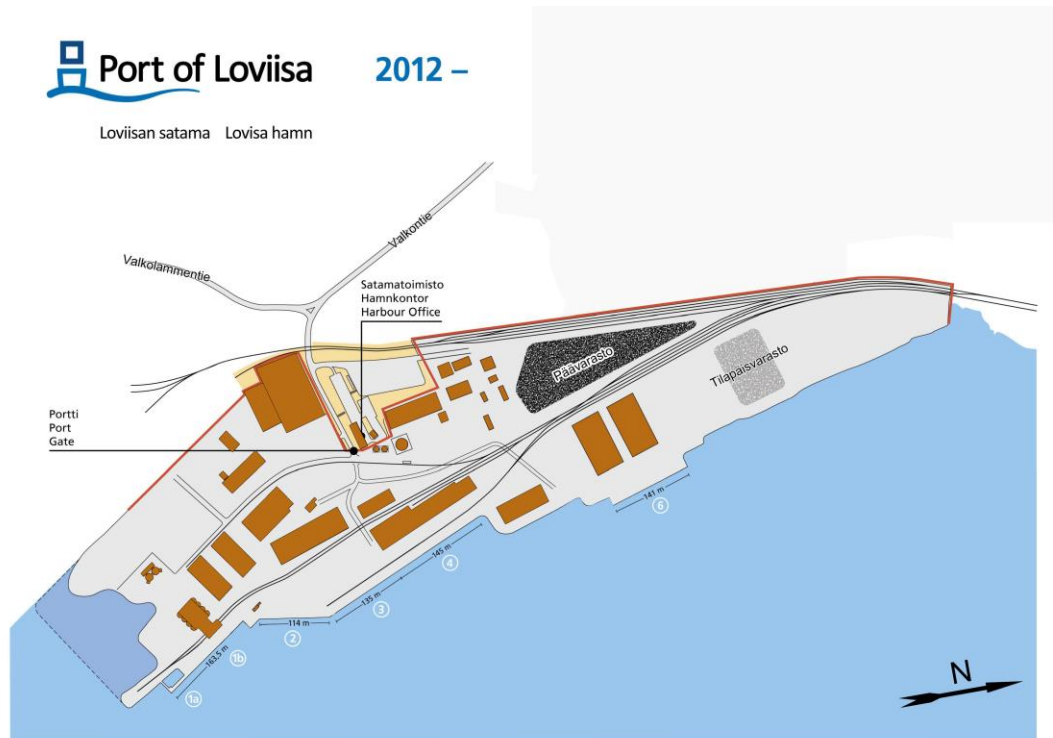 Port of Loviisa
2012 –
Loviisan satama Lovisa hamn
Valkontie
Valkolammentie
Satamatoimisto
Hamnkontor
Harbour Office
Päävarasto
Tilapäisvarasto
Portti
Port
Gate
141 m
6
145 m
4
135 m
3
114 m
2
163,5 m
1b
1a
N